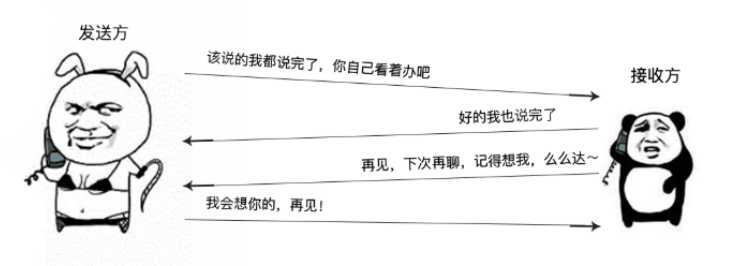 发送方
该说的我都说完了，你自己看着办吧
接收方
好的我也说完了
再见，下次再聊，记得想我，么么达～
我会想你的，再见！